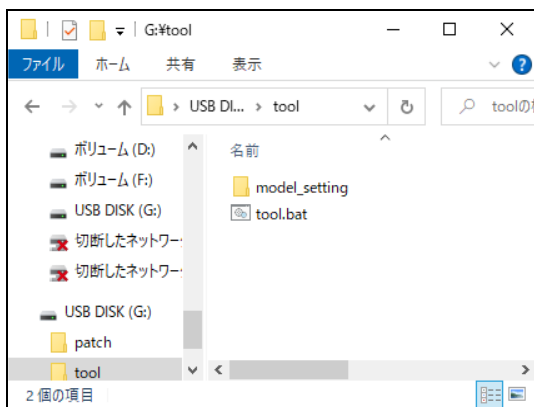 G:¥tool
ファイル ホーム 共有 表示
USB DI... tool
toolの検
名前
ボリューム (D:)
ボリューム (F:)
USB DISK (G:)
切断したネットワー
切断したネットワー
USB DISK (G:)
patch
tool
model_setting
tool.bat
2 個の項目